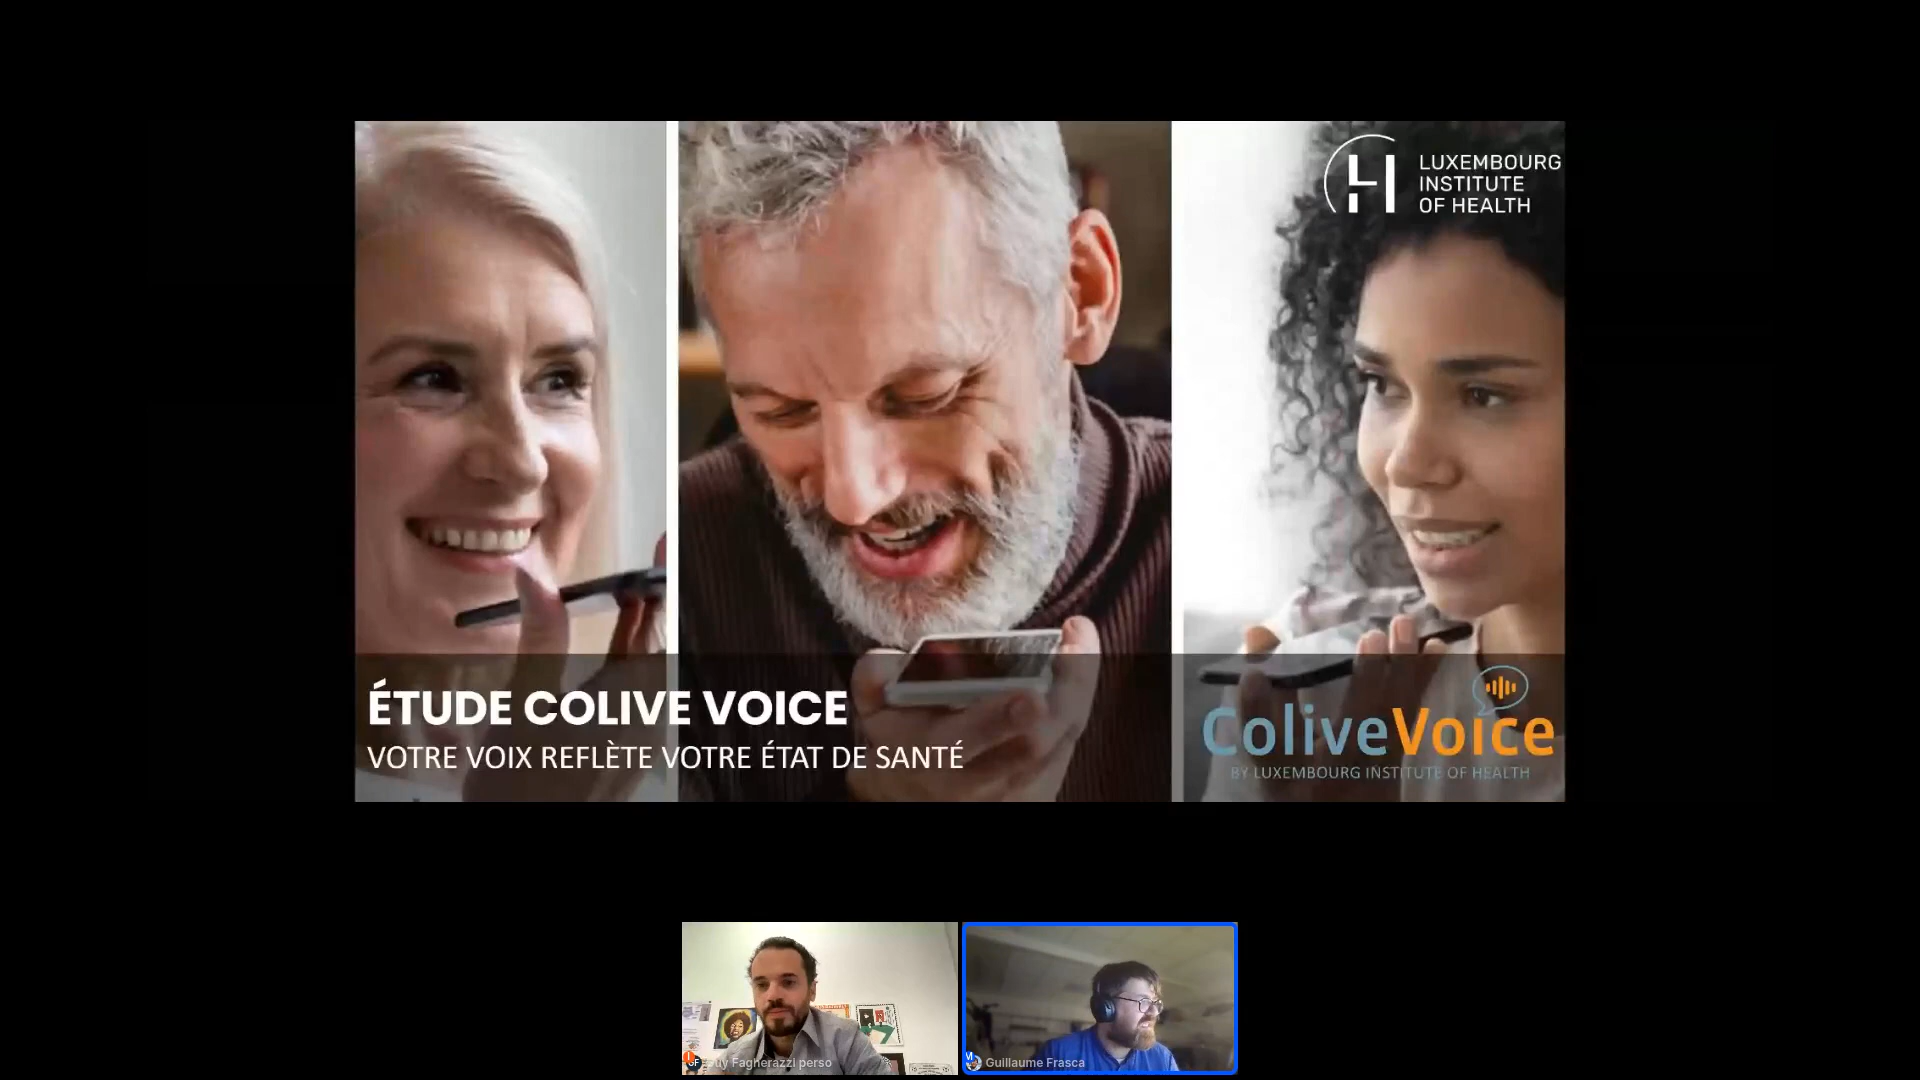 LUXEMBOURG
INSTITUTE
OF HEALTH
ÉTUDE COLIVE VOICE
VOTRE VOIX REFLÈTE VOTRE ÉTAT DE SANTÉ
ColiveVoice
BY LUXEMBOURG INSTITUTE OF HEALTH
Fagherazzi perso
Guillaume Frasca